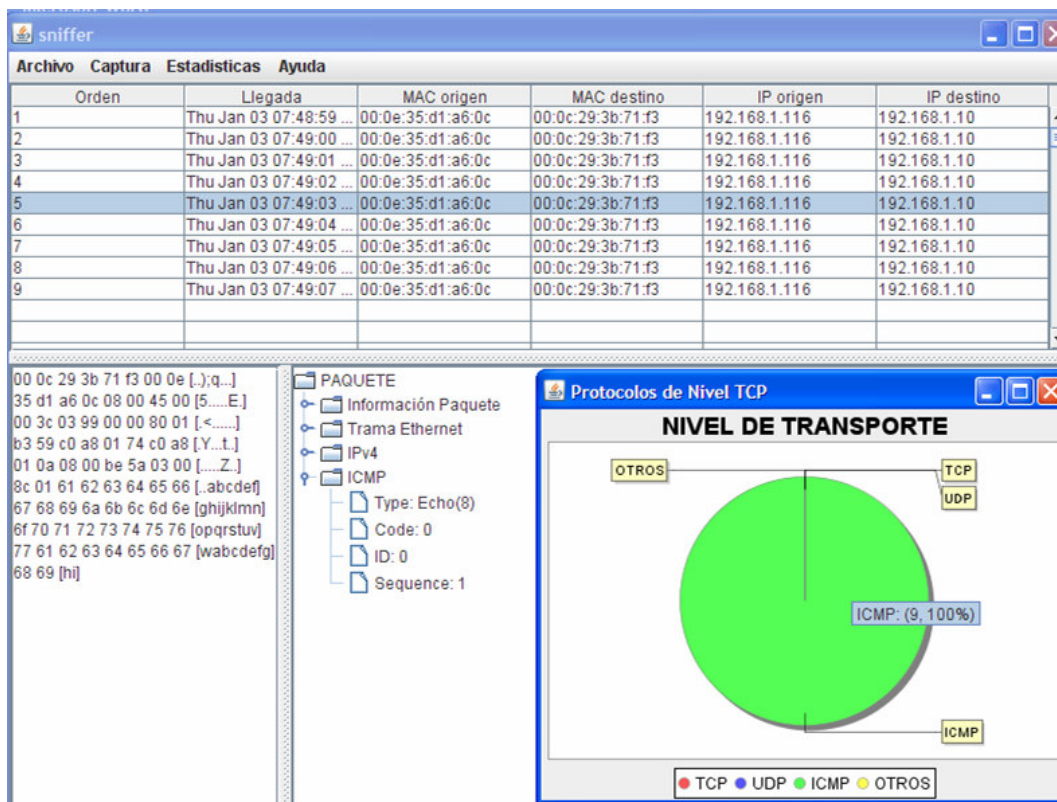 sniffer
Archivo Captura Estadisticas Ayuda
Orden Llegada MAC origen MAC destino IP origen IP destino
1 Thu Jan 03 07:48:59 ... 00:0e:35:d1:a6:0c 00:0c:29:3b:71:f3 192.168.1.116 192.168.1.10
2 Thu Jan 03 07:49:00 ... 00:0e:35:d1:a6:0c 00:0c:29:3b:71:f3 192.168.1.116 192.168.1.10
3 Thu Jan 03 07:49:01 ... 00:0e:35:d1:a6:0c 00:0c:29:3b:71:f3 192.168.1.116 192.168.1.10
4 Thu Jan 03 07:49:02 ... 00:0e:35:d1:a6:0c 00:0c:29:3b:71:f3 192.168.1.116 192.168.1.10
5 Thu Jan 03 07:49:03 ... 00:0e:35:d1:a6:0c 00:0c:29:3b:71:f3 192.168.1.116 192.168.1.10
6 Thu Jan 03 07:49:04 ... 00:0e:35:d1:a6:0c 00:0c:29:3b:71:f3 192.168.1.116 192.168.1.10
7 Thu Jan 03 07:49:05 ... 00:0e:35:d1:a6:0c 00:0c:29:3b:71:f3 192.168.1.116 192.168.1.10
8 Thu Jan 03 07:49:06 ... 00:0e:35:d1:a6:0c 00:0c:29:3b:71:f3 192.168.1.116 192.168.1.10
9 Thu Jan 03 07:49:07 ... 00:0e:35:d1:a6:0c 00:0c:29:3b:71:f3 192.168.1.116 192.168.1.10
00 0c 29 3b 71 f3 00 0e [..);q...]
35 d1 a6 0c 08 00 45 00 [5.....E.]
00 3c 03 99 00 00 80 01 [.<......]
b3 59 c0 a8 01 74 c0 a8 [.Y...t..]
01 0a 08 00 be 5a 03 00 [.....Z..]
8c 01 61 62 63 64 65 66 [..abcdef]
67 68 69 6a 6b 6c 6d 6e [ghijklmn]
6f 70 71 72 73 74 75 76 [opqrstuv]
77 61 62 63 64 65 66 67 [wabcdefg]
68 69 [hi]
PAQUETE
Información Paquete
Trama Ethernet
IPv4
ICMP
Type: Echo(8)
Code: 0
ID: 0
Sequence: 1
Protocolos de Nivel TCP
NIVEL DE TRANSPORTE
OTROS
TCP
UDP
ICMP: (9, 100%)
ICMP
TCP UDP ICMP OTROS